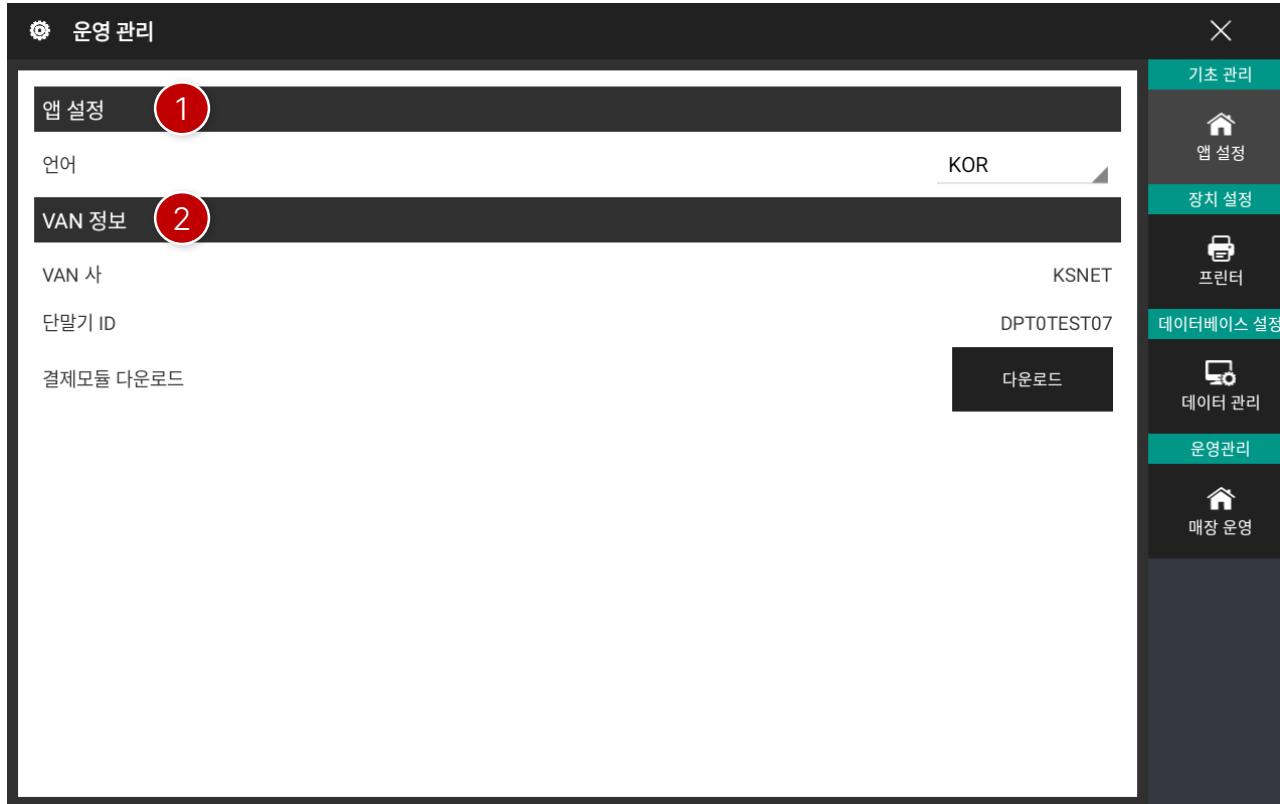 운영 관리
앱 설정 1
언어 KOR
VAN 정보 2
VAN 사 KSNET
단말기 ID DPT0TEST07
결제모듈 다운로드 다운로드
기초 관리
앱 설정
장치 설정
프린터
데이터베이스 설정
데이터 관리
운영관리
매장 운영